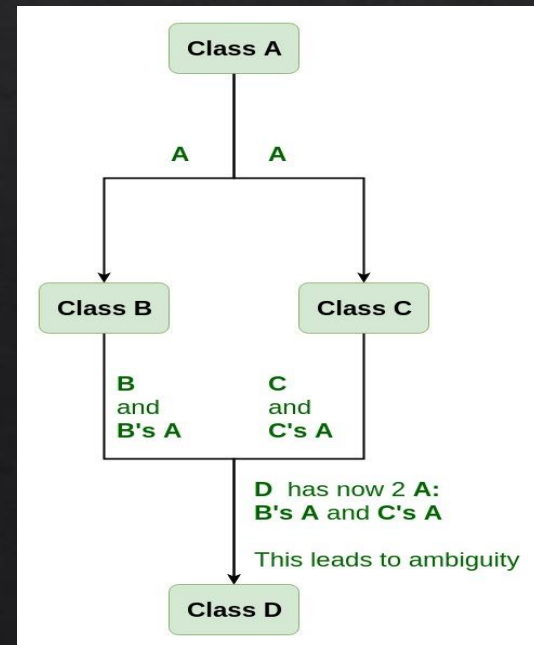 Class A
A A
Class B Class C
B
and
B's A
C
and
C's A
D has now 2 A:
B's A and C's A
This leads to ambiguity
Class D